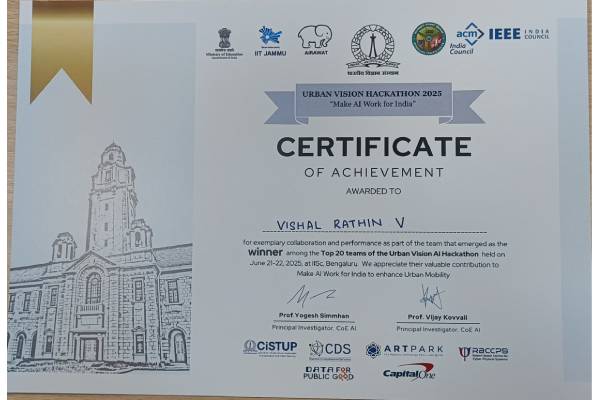 Ministry of Education
IIT JAMMU
AIRAWAT
भारतीय विज्ञान संस्थान
acm
India
Council
IEEE INDIA
COUNCIL
URBAN VISION HACKATHON 2025
"Make AI Work for India"
CERTIFICATE
OF ACHIEVEMENT
AWARDED TO
VISHAL RATHIN V
for exemplary collaboration and performance as part of the team that emerged as the
winner among the Top 20 teams of the Urban Vision AI Hackathon held on
June 21-22, 2025, at IISc, Bengaluru. We appreciate their valuable contribution to
Make AI Work for India to enhance Urban Mobility.
Prof. Yogesh Simmhan
Principal Investigator, CoE AI
Prof. Vijay Kovvali
Principal Investigator, CoE AI
CiSTUP
CDS
ARTPARK
RBCCPS
DATA FOR
PUBLIC GOOD
Capital One